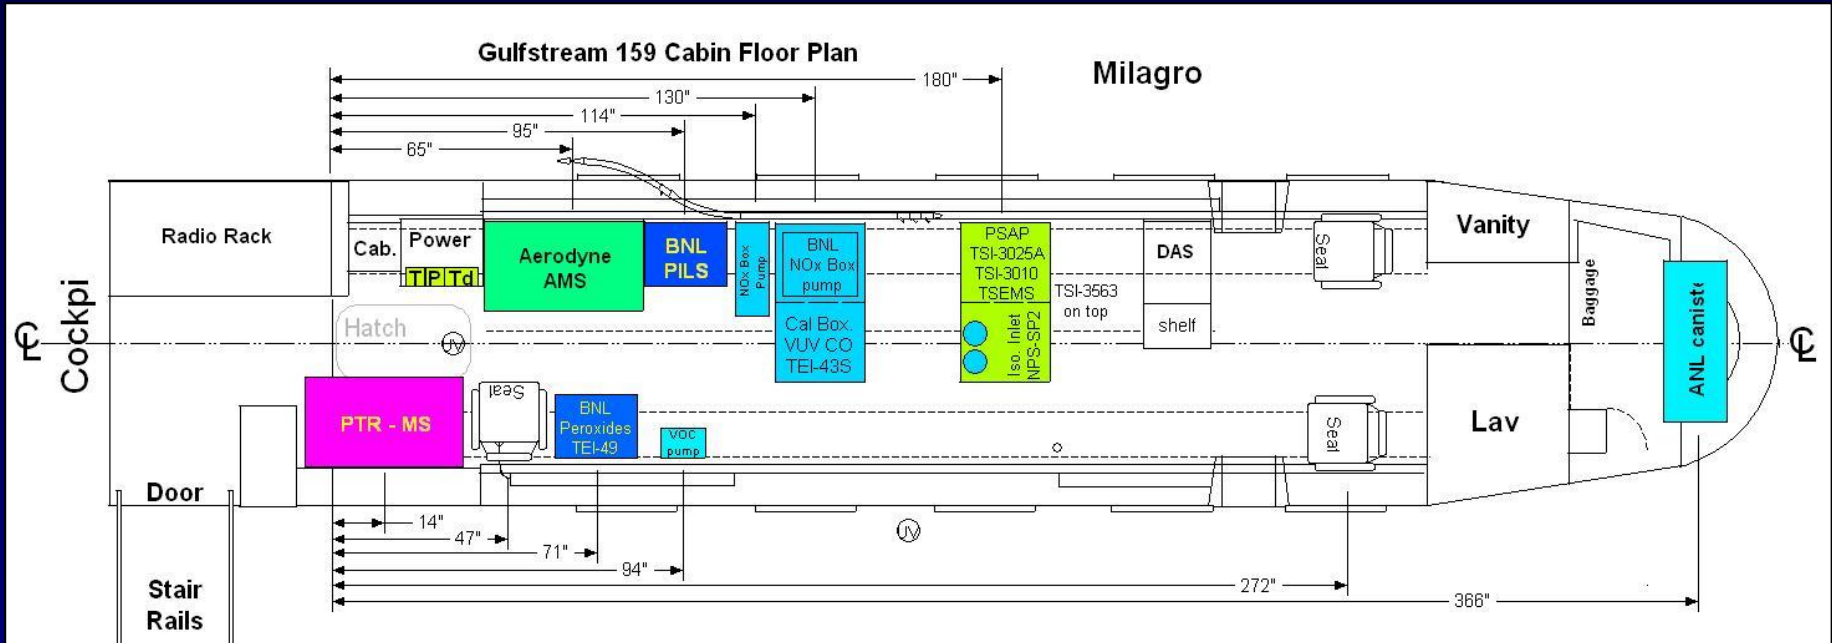 Gulfstream 159 Cabin Floor Plan
Milagro
180"
130"
114"
95"
65"
Radio Rack
Cab.
Power
T P Td
Aerodyne
AMS
BNL
PILS
NOx Box
Pump
BNL
NOx Box
pump
Cal Box.
VUV CO
TEI-43S
PSAP
TSI-3025A
TSI-3010
TSEMS
Iso. Inlet
NPS-SP2
TSI-3563
on top
DAS
shelf
Seal
Vanity
Baggage
ANL caniste
Cockpi
Hatch
PTR - MS
Seal
BNL
Peroxides
TEI-49
VOC
pump
Seal
Lav
Door
Stair
Rails
14"
47"
71"
94"
272"
366"